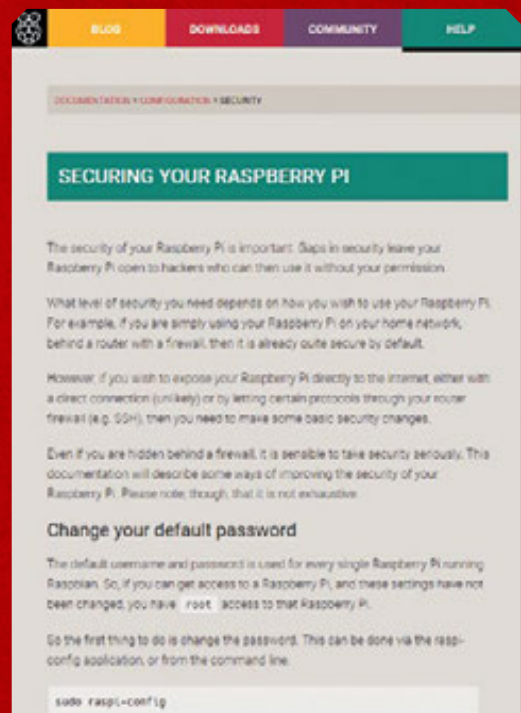 BLOG DOWNLOADS COMMUNITY HELP
DOCUMENTATION > CONFIGURATION > SECURITY
SECURING YOUR RASPBERRY PI
The security of your Raspberry Pi is important. Gaps in security leave your
Raspberry Pi open to hackers who can then use it without your permission.
What level of security you need depends on how you wish to use your Raspberry Pi.
For example, if you are simply using your Raspberry Pi on your home network,
behind a router with a firewall, then it is already quite secure by default.
However, if you wish to expose your Raspberry Pi directly to the internet, either with
a direct connection (unlikely) or by letting certain protocols through your router
firewall (e.g. SSH), then you need to make some basic security changes.
Even if you are hidden behind a firewall, it is sensible to take security seriously. This
documentation will describe some ways of improving the security of your
Raspberry Pi. Please note, though, that it is not exhaustive.
Change your default password
The default username and password is used for every single Raspberry Pi running
Raspbian. So, if you can get access to a Raspberry Pi, and these settings have not
been changed, you have root access to that Raspberry Pi.
So the first thing to do is change the password. This can be done via the raspi-
config application, or from the command line.
sudo raspi-config